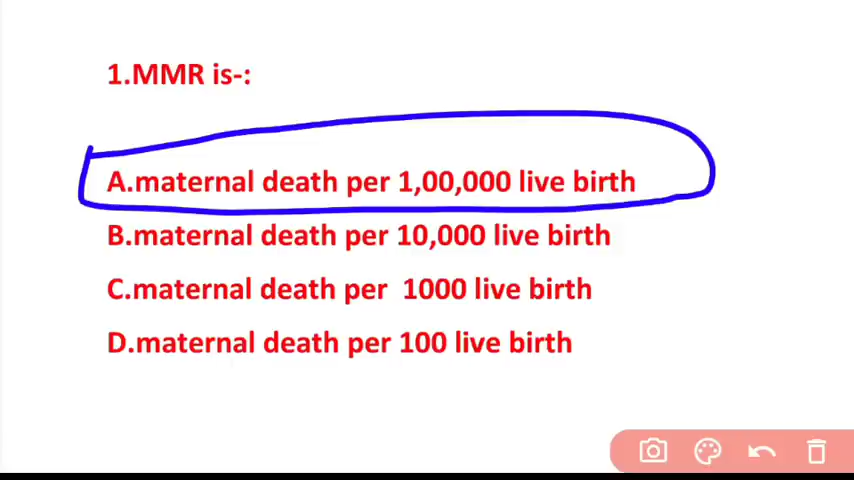 1.MMR is-:
A.maternal death per 1,00,000 live birth
B.maternal death per 10,000 live birth
C.maternal death per 1000 live birth
D.maternal death per 100 live birth